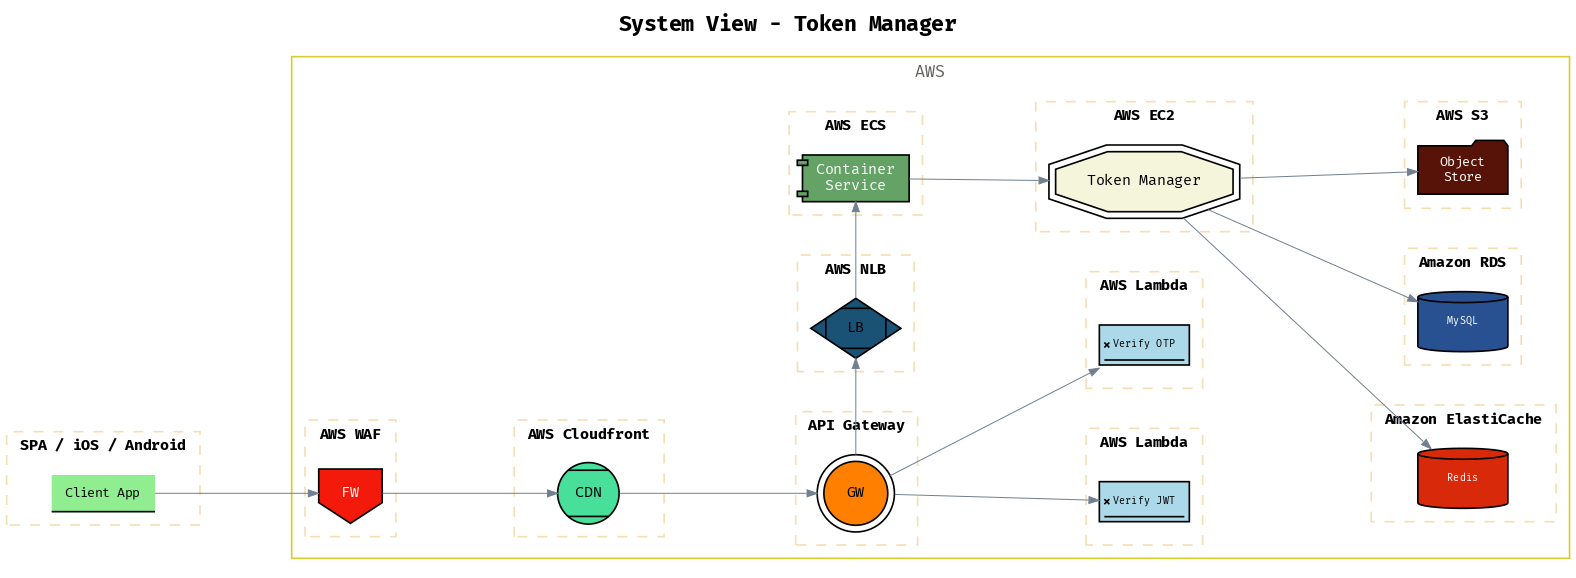 System View - Token Manager
AWS
AWS ECS
Container
Service
AWS EC2
Token Manager
AWS S3
Object
Store
AWS NLB
LB
AWS Lambda
Verify OTP
Amazon RDS
MySQL
SPA / iOS / Android
Client App
AWS WAF
FW
AWS Cloudfront
CDN
API Gateway
GW
AWS Lambda
Verify JWT
Amazon ElastiCache
Redis